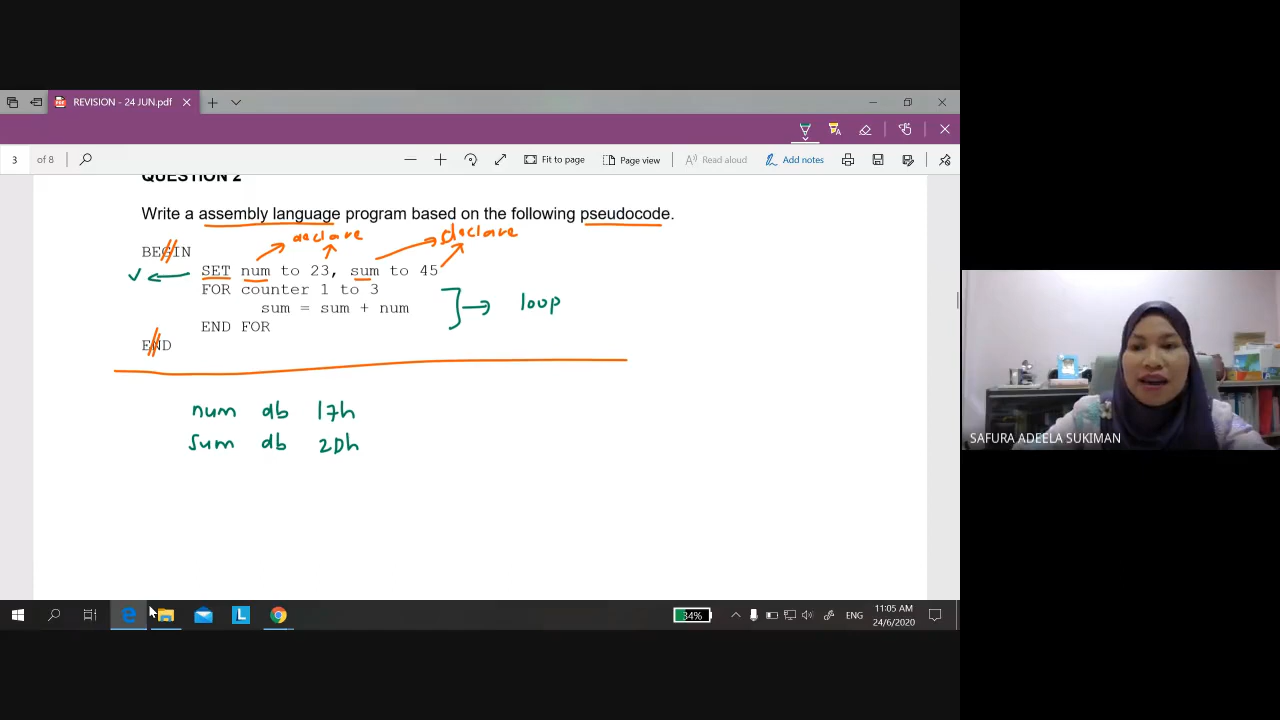 REVISION - 24 JUN.pdf
3 of 8 Fit to page Page view Read aloud Add notes
QUESTION 2
Write a assembly language program based on the following pseudocode.
declare declare
BEGIN
SET num to 23, sum to 45
FOR counter 1 to 3
sum = sum + num
loop
END FOR
END
num db 17h
sum db 2Dh
SAFURA ADEELA SUKIMAN
34% ENG 11:05 AM
24/6/2020